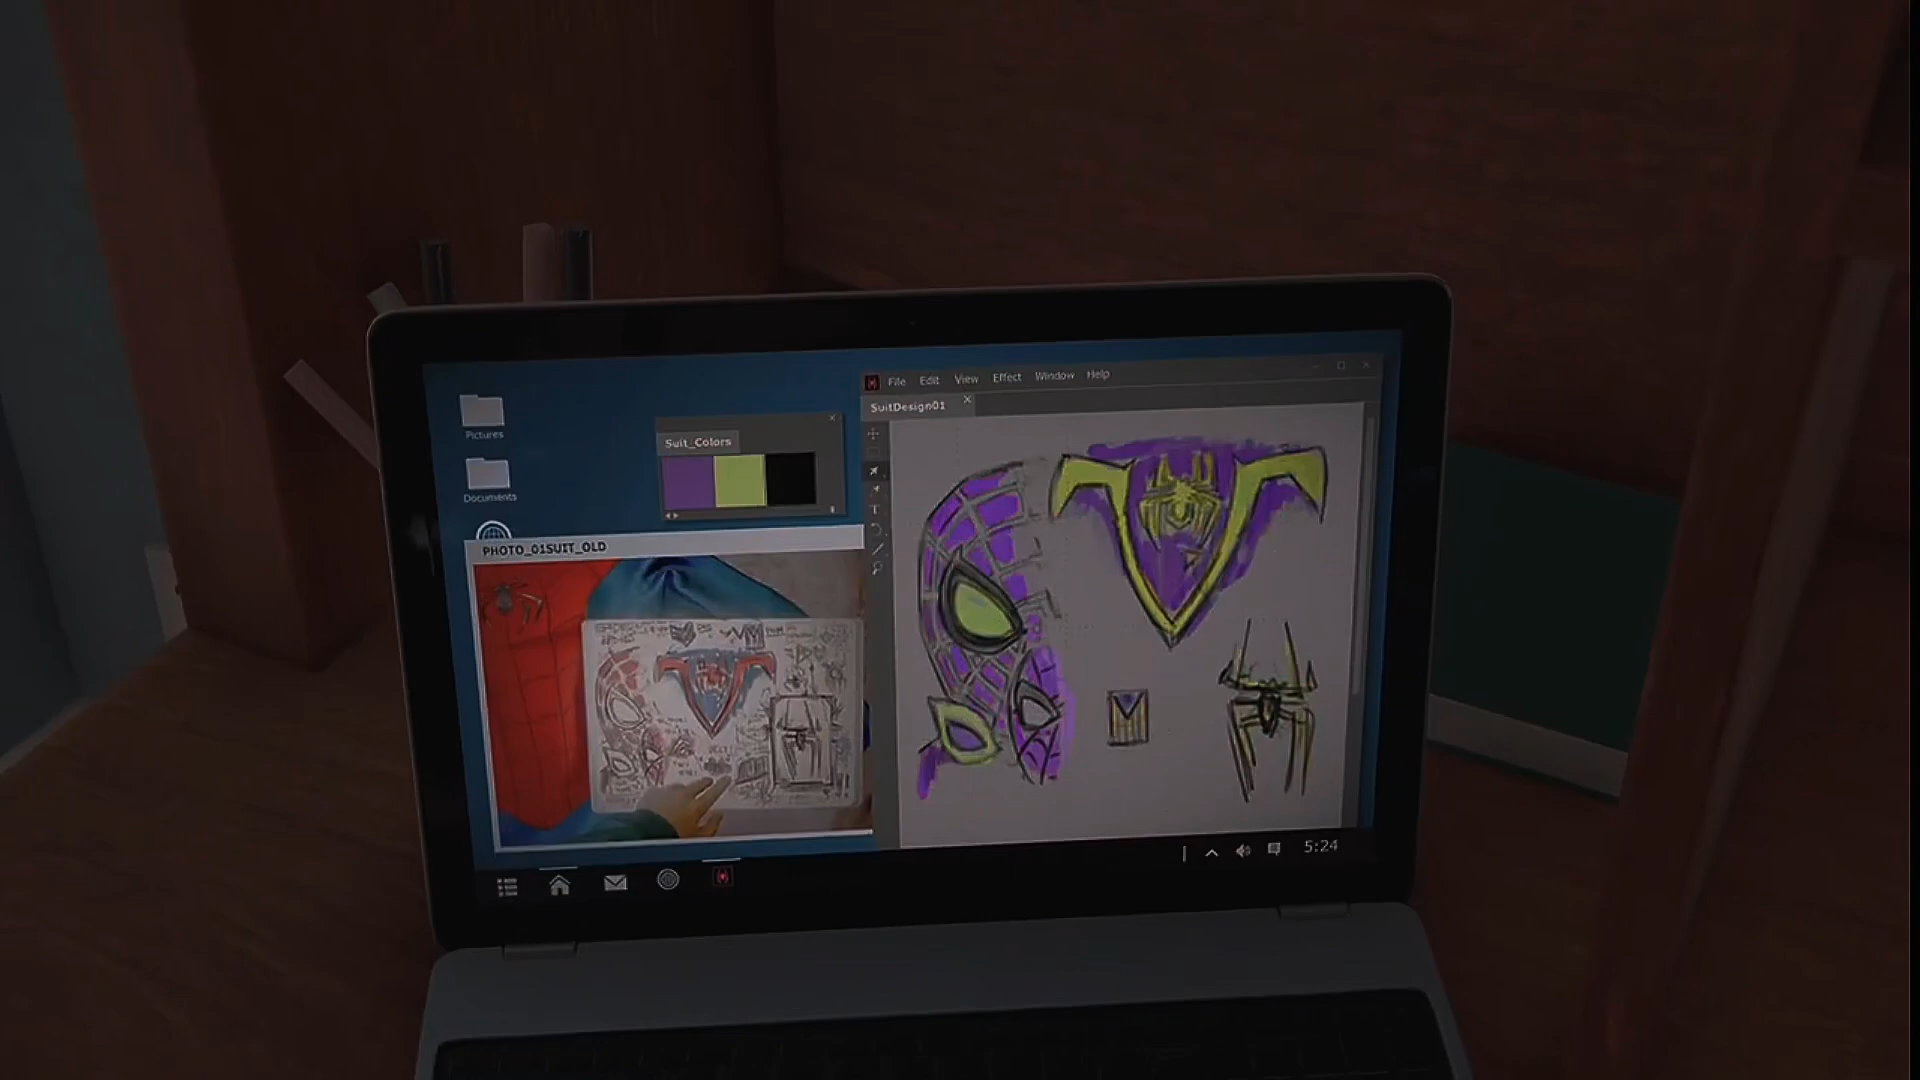 File Edit View Effect Window Help
SuitDesign01
Pictures
Suit_Colors
Documents
PHOTO_01SUIT_OLD
T
5:24